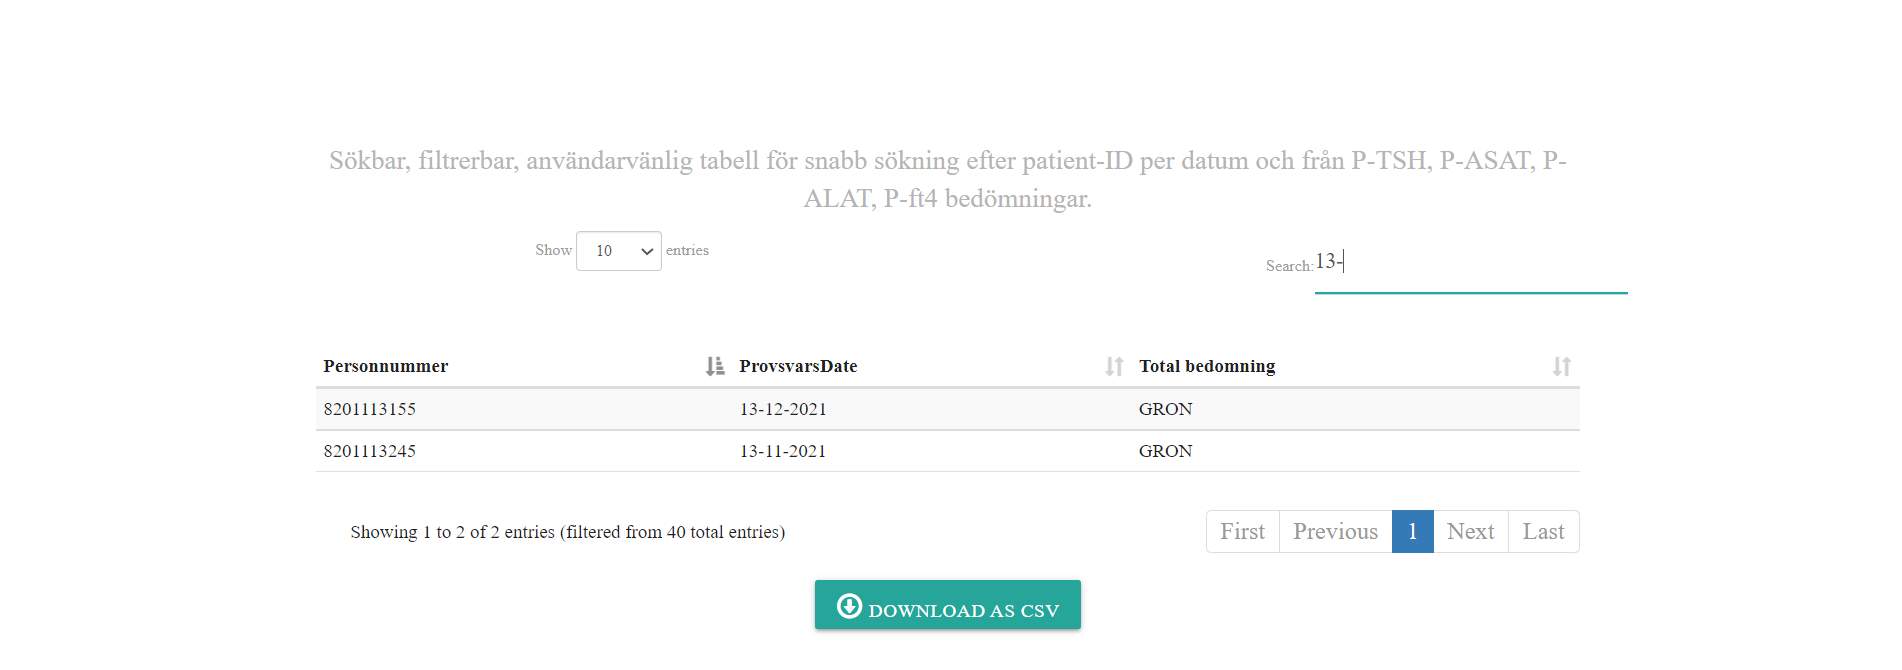 Sökbar, filtrerbar, användarvänlig tabell för snabb sökning efter patient-ID per datum och från P-TSH, P-ASAT, P-
ALAT, P-ft4 bedömningar.
Show 10 entries
Search: 13-
Personnummer ProvsvarsDate Total bedomning
8201113155 13-12-2021 GRON
8201113245 13-11-2021 GRON
Showing 1 to 2 of 2 entries (filtered from 40 total entries)
First Previous 1 Next Last
DOWNLOAD AS CSV